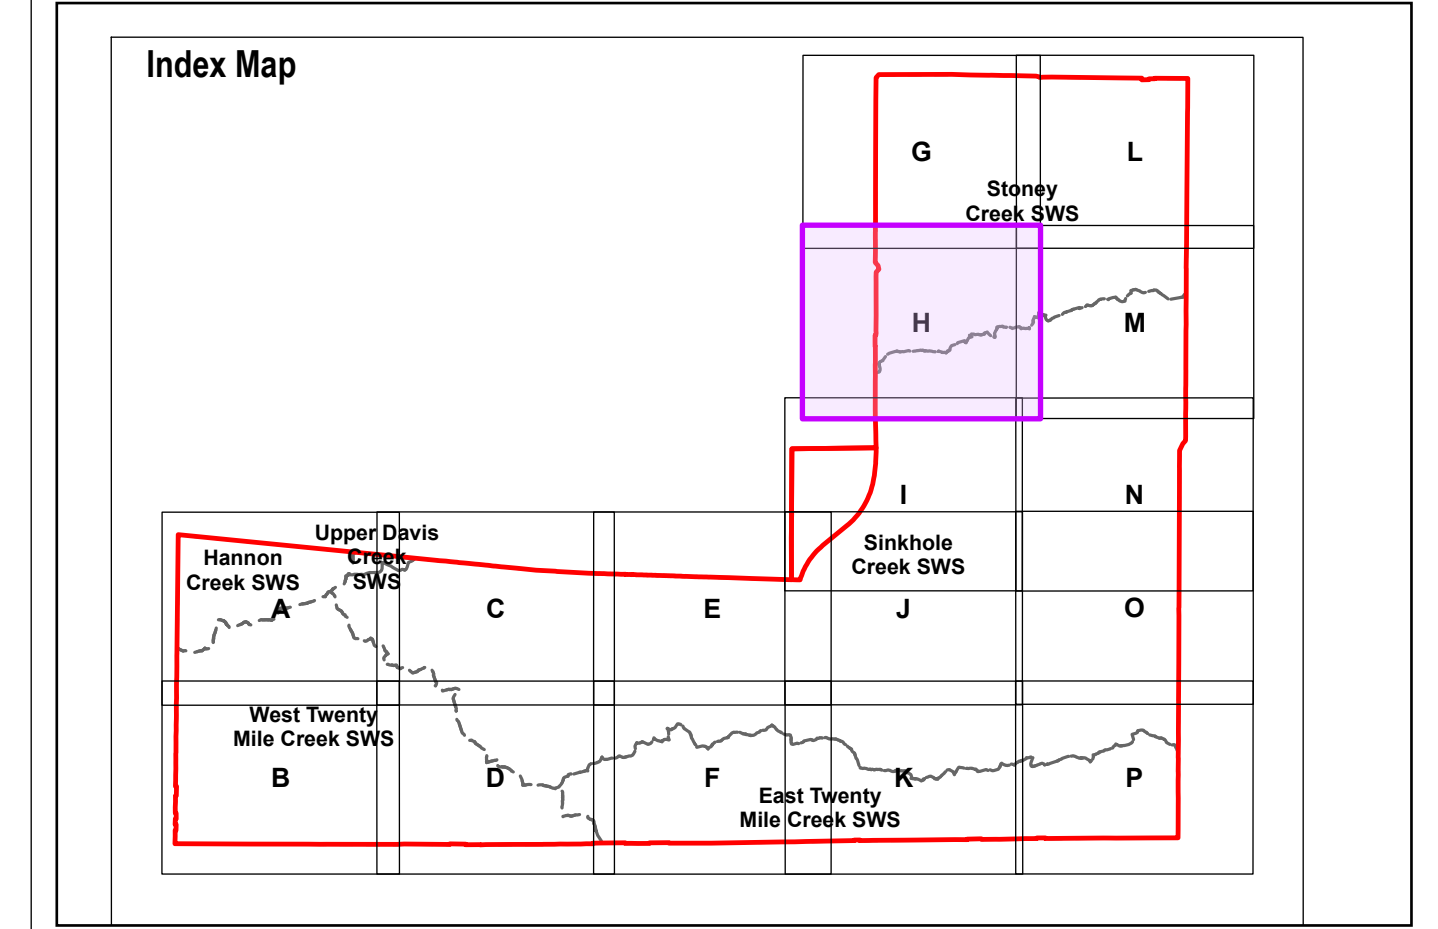 Index Map
G
L
Stoney
Creek SWS
H
M
I
N
Upper Davis
Creek
SWS
Hannon
Creek SWS
Sinkhole
Creek SWS
A
C
E
J
O
West Twenty
Mile Creek SWS
B
D
F
K
P
East Twenty
Mile Creek SWS